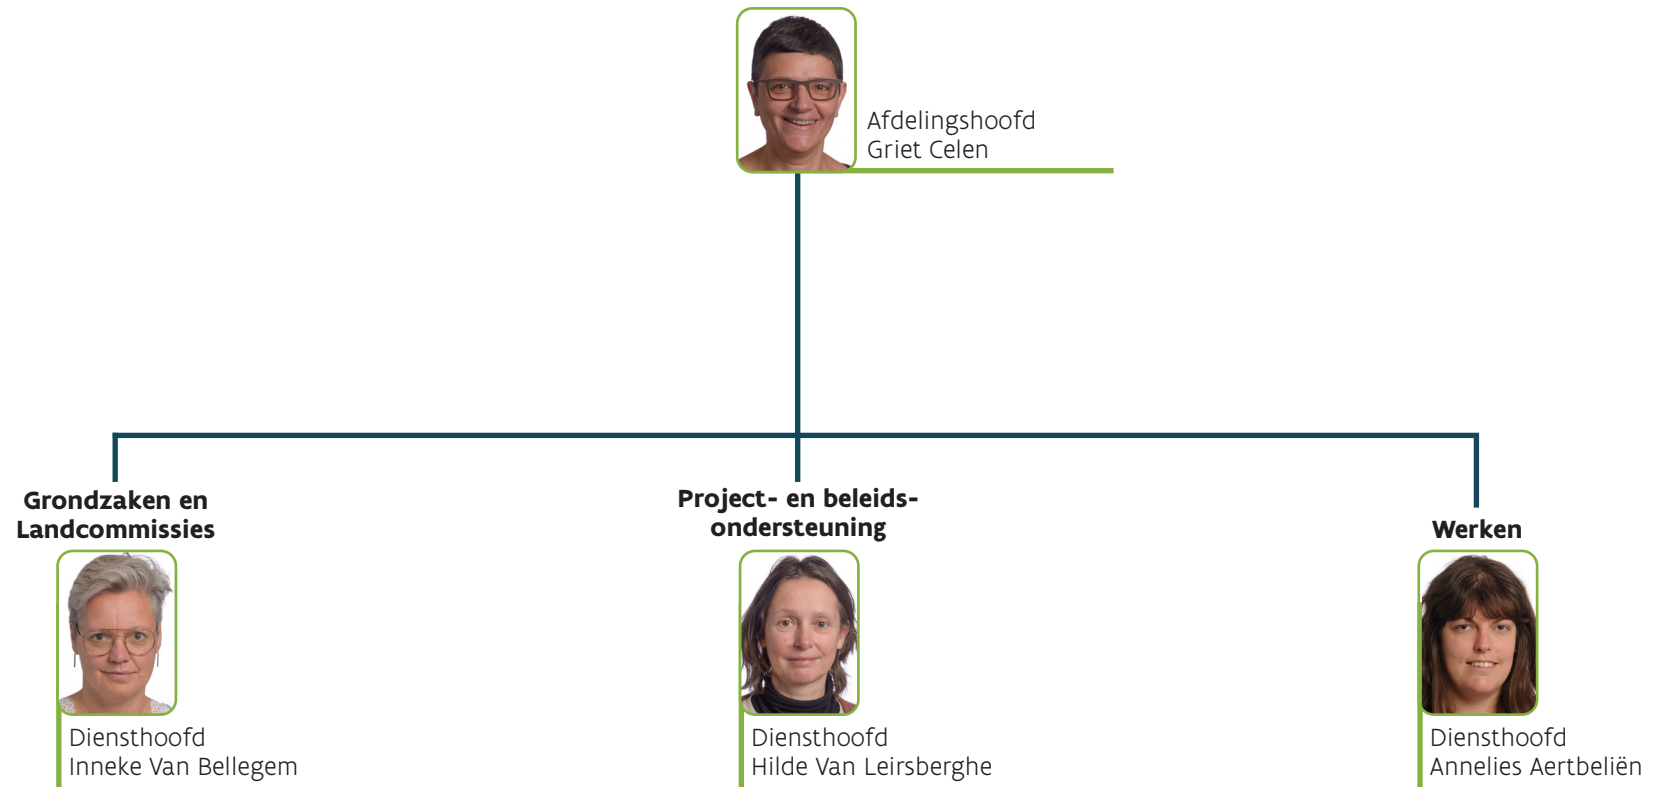 Afdelingshoofd
Griet Celen
Grondzaken en
Landcommissies
Diensthoofd
Inneke Van Bellegem
Project- en beleids-
ondersteuning
Diensthoofd
Hilde Van Leirsberghe
Werken
Diensthoofd
Annelies Aertbeliën